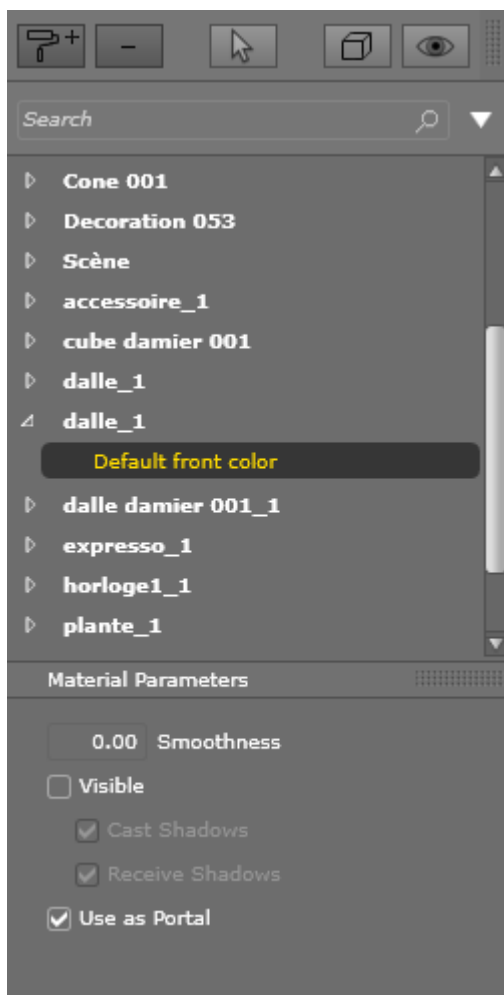 Search
Cone 001
Decoration 053
Scène
accessoire_1
cube damier 001
dalle_1
dalle_1
Default front color
dalle damier 001_1
expresso_1
horloge1_1
plante_1
Material Parameters
0.00 Smoothness
Visible
Cast Shadows
Receive Shadows
Use as Portal